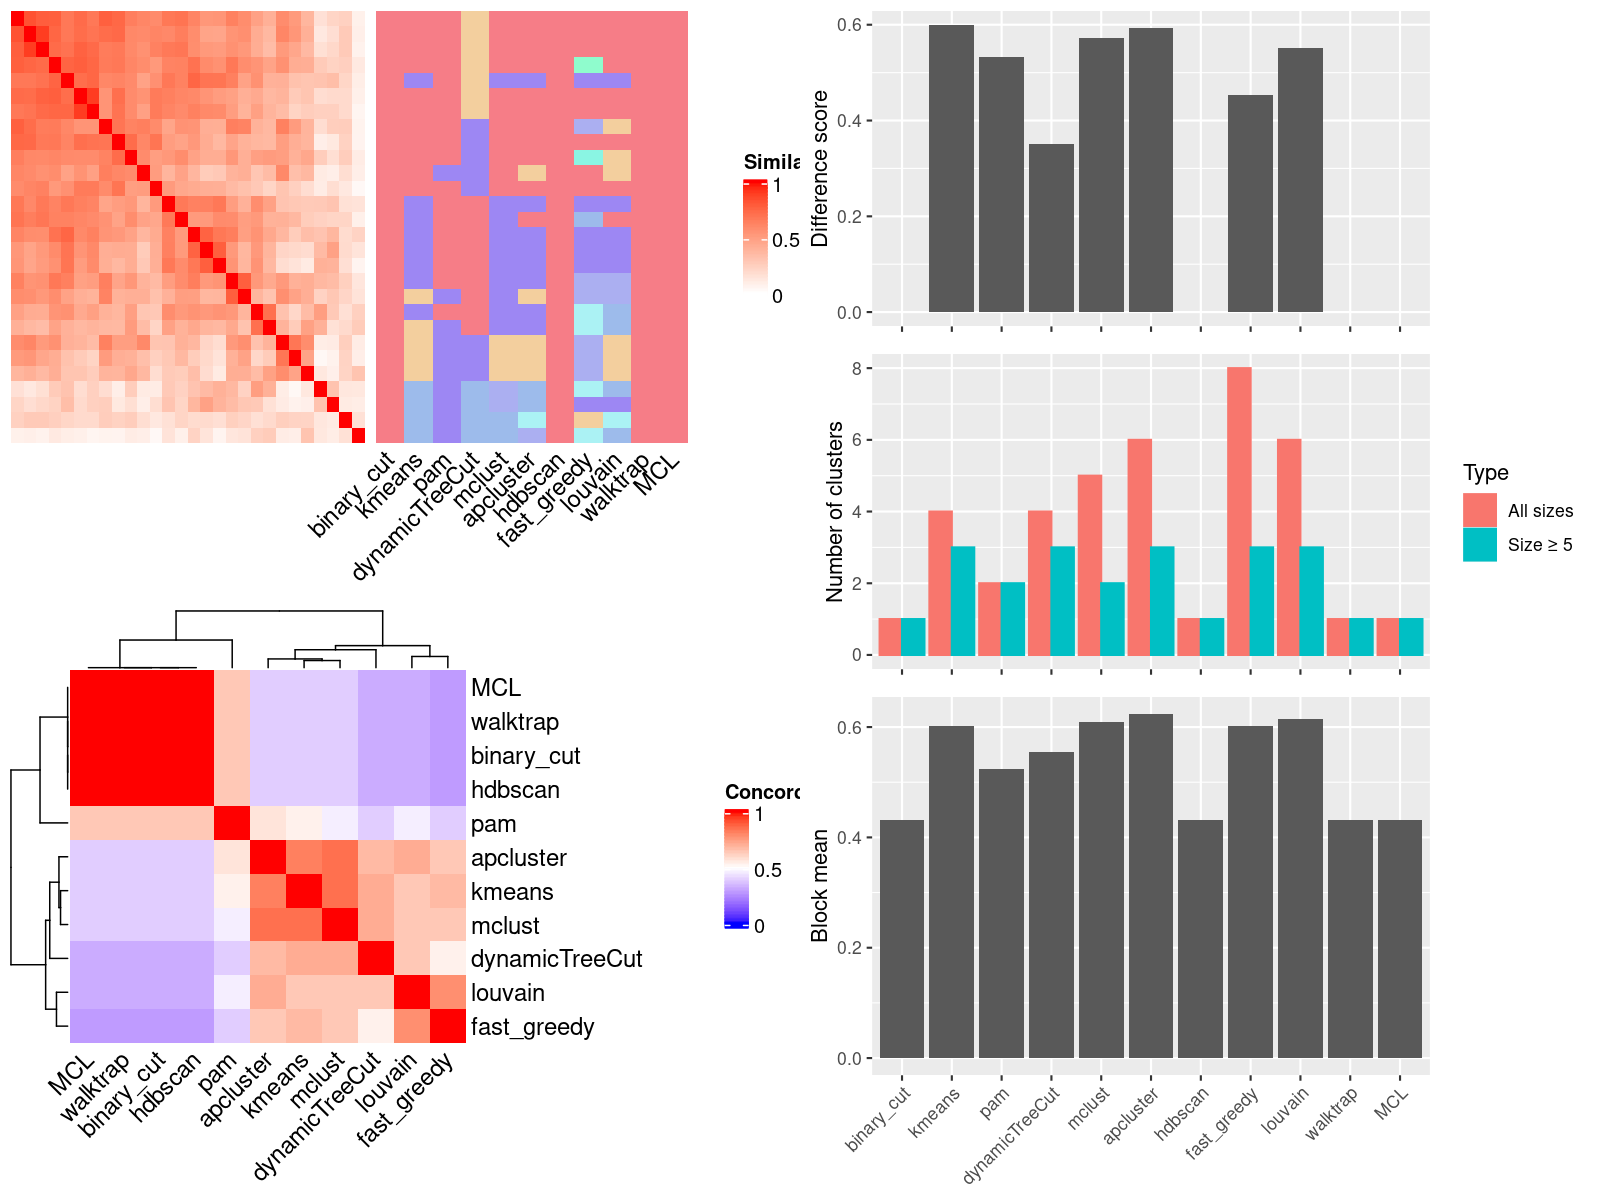 Simila
1
0.5
0
binary_cut
kmeans
pam
dynamicTreeCut
mclust
apcluster
hdbscan
fast_greedy
louvain
walktrap
MCL
MCL
walktrap
binary_cut
hdbscan
pam
apcluster
kmeans
mclust
dynamicTreeCut
louvain
fast_greedy
MCL
walktrap
binary_cut
hdbscan
pam
apcluster
kmeans
mclust
dynamicTreeCut
louvain
fast_greedy
Concord
1
0.5
0
Difference score
0.6
0.4
0.2
0.0
Number of clusters
8
6
4
2
0
Type
All sizes
Size ≥ 5
Block mean
0.6
0.4
0.2
0.0
binary_cut
kmeans
pam
dynamicTreeCut
mclust
apcluster
hdbscan
fast_greedy
louvain
walktrap
MCL